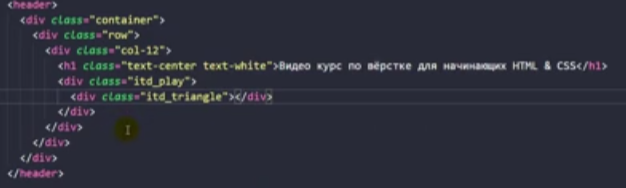 <header>
<div class="container">
<div class="row">
<div class="col-12">
<h1 class="text-center text-white">Видео курс по вёрстке для начинающих HTML & CSS</h1>
<div class="itd_play">
<div class="itd_triangle"></div>
</div>
</div>
</div>
</div>
</header>